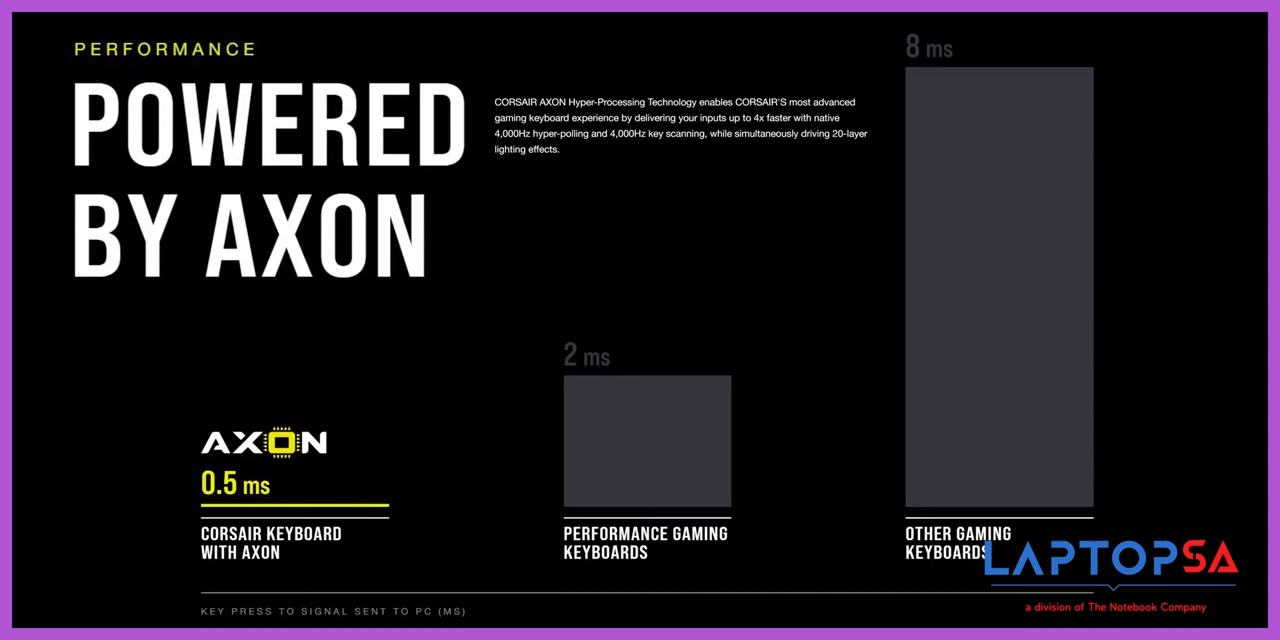 PERFORMANCE
POWERED
BY AXON
CORSAIR AXON Hyper-Processing Technology enables CORSAIR'S most advanced
gaming keyboard experience by delivering your inputs up to 4x faster with native
4,000Hz hyper-polling and 4,000Hz key scanning, while simultaneously driving 20-layer
lighting effects.
8 ms
2 ms
AXON
0.5 ms
CORSAIR KEYBOARD
WITH AXON
PERFORMANCE GAMING
KEYBOARDS
OTHER GAMING
KEYBOARDS
LAPTOPSA
a division of The Notebook Company
KEY PRESS TO SIGNAL SENT TO PC (MS)